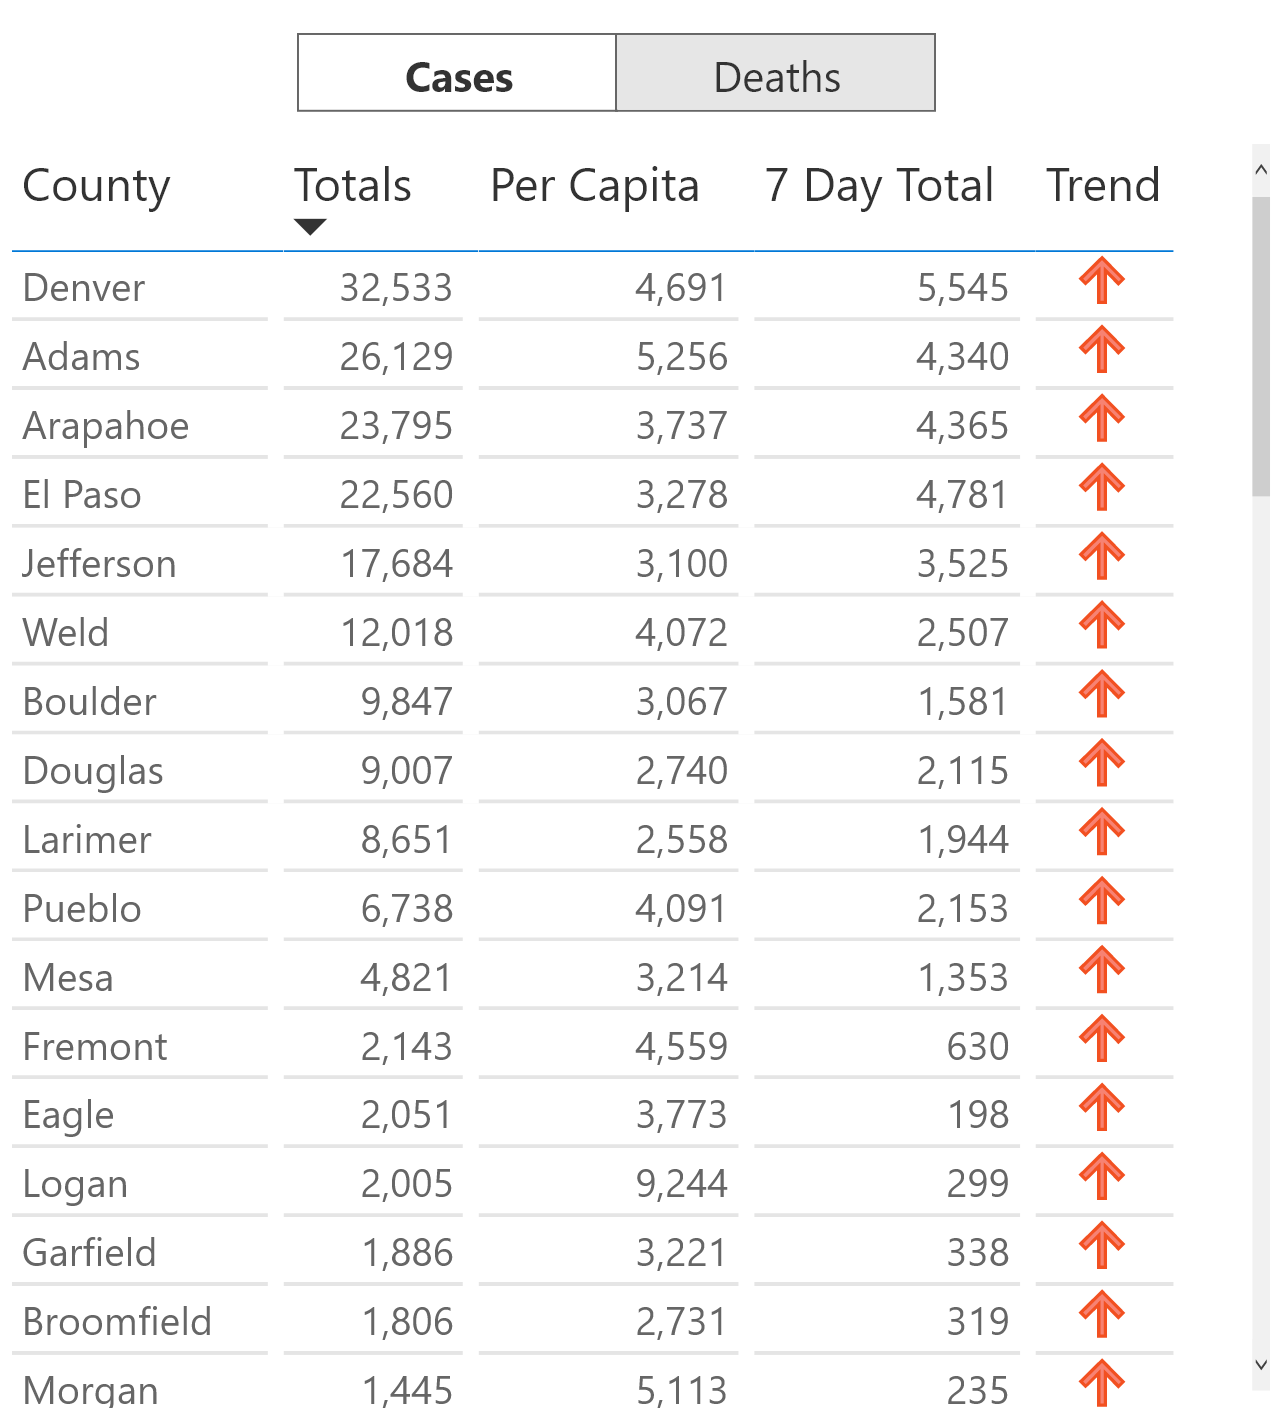 Cases Deaths
County Totals Per Capita 7 Day Total Trend
Denver 32,533 4,691 5,545
Adams 26,129 5,256 4,340
Arapahoe 23,795 3,737 4,365
El Paso 22,560 3,278 4,781
Jefferson 17,684 3,100 3,525
Weld 12,018 4,072 2,507
Boulder 9,847 3,067 1,581
Douglas 9,007 2,740 2,115
Larimer 8,651 2,558 1,944
Pueblo 6,738 4,091 2,153
Mesa 4,821 3,214 1,353
Fremont 2,143 4,559 630
Eagle 2,051 3,773 198
Logan 2,005 9,244 299
Garfield 1,886 3,221 338
Broomfield 1,806 2,731 319
Morgan 1,445 5,113 235